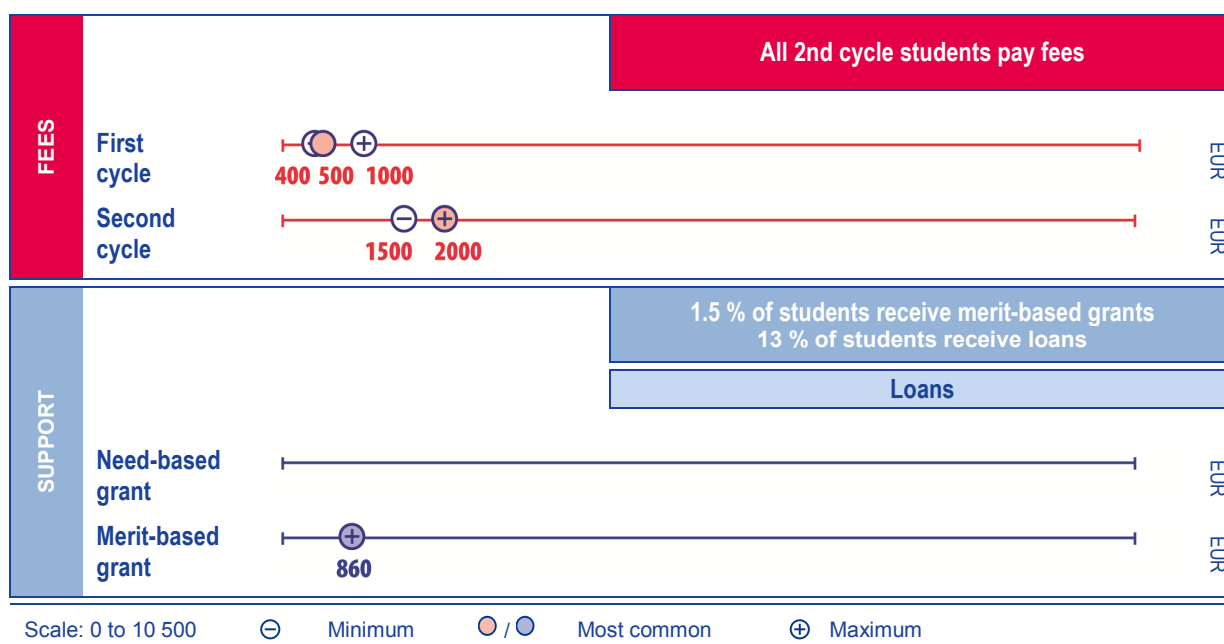 All 2nd cycle students pay fees
FEES
First
cycle
400 500 1000
EUR
Second
cycle
1500 2000
EUR
1.5 % of students receive merit-based grants
13 % of students receive loans
Loans
SUPPORT
Need-based
grant
EUR
Merit-based
grant
860
EUR
Scale: 0 to 10 500 Minimum / Most common Maximum